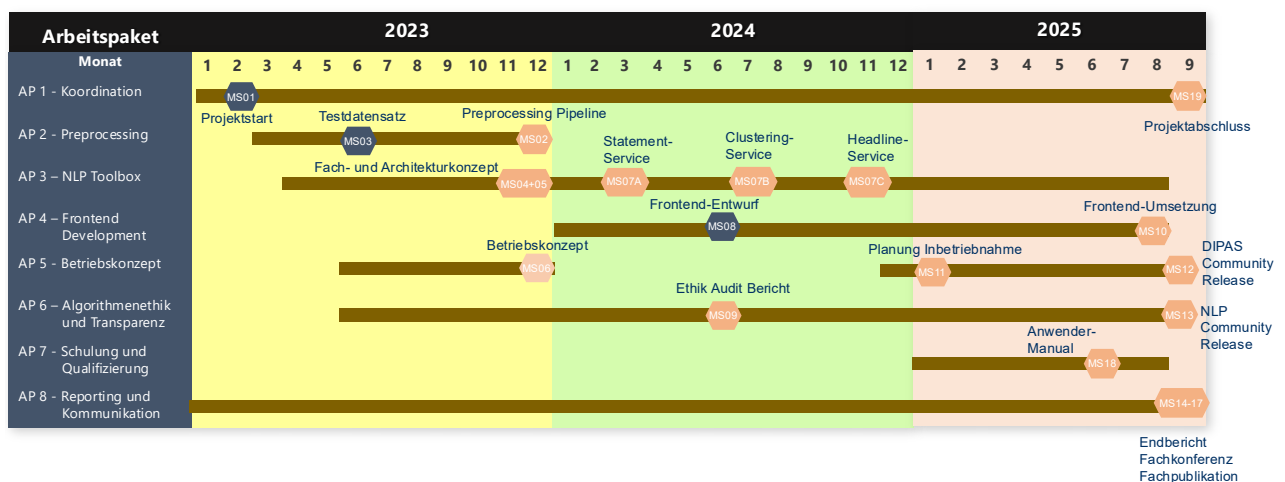 Arbeitspaket 2023 2024 2025
Monat 1 2 3 4 5 6 7 8 9 10 11 12 1 2 3 4 5 6 7 8 9 10 11 12 1 2 3 4 5 6 7 8 9
AP 1 - Koordination MS01 MS19
Projektstart Testdatensatz Preprocessing Pipeline Projektabschluss
AP 2 - Preprocessing MS03 MS02
Statement-
Service
Clustering-
Service
Headline-
Service
Fach- und Architekturkonzept
AP 3 – NLP Toolbox MS04+05 MS07A MS07B MS07C
Frontend-Entwurf Frontend-Umsetzung
AP 4 – Frontend
Development
MS08 MS10
Betriebskonzept Planung Inbetriebnahme
AP 5 - Betriebskonzept MS06 MS11 MS12
DIPAS
Community
Release
Ethik Audit Bericht
AP 6 – Algorithmenethik
und Transparenz
MS09 MS13
NLP
Community
Release
Anwender-
Manual
AP 7 - Schulung und
Qualifizierung
MS18
AP 8 - Reporting und
Kommunikation
MS14-17
Endbericht
Fachkonferenz
Fachpublikation